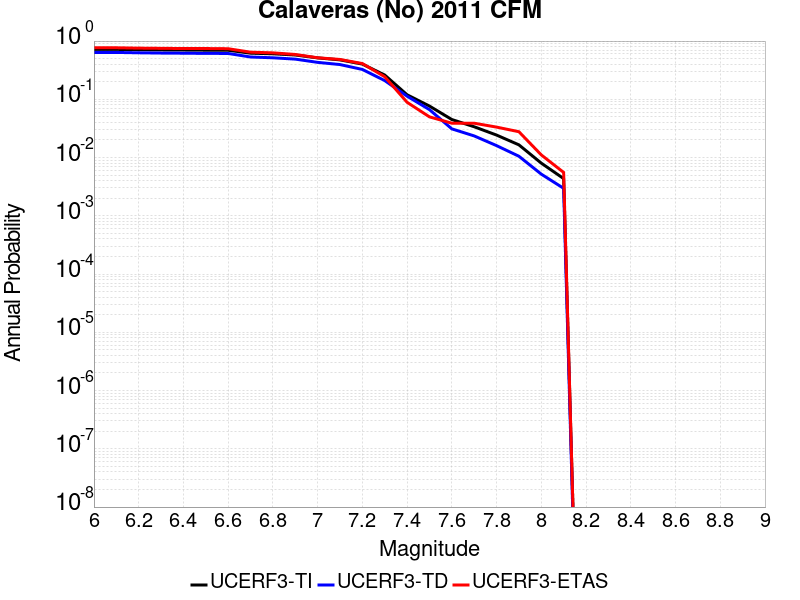 Calaveras (No) 2011 CFM
Annual Probability
10^0
10^-1
10^-2
10^-3
10^-4
10^-5
10^-6
10^-7
10^-8
6 6.2 6.4 6.6 6.8 7 7.2 7.4 7.6 7.8 8 8.2 8.4 8.6 8.8 9
Magnitude
UCERF3-TI UCERF3-TD UCERF3-ETAS